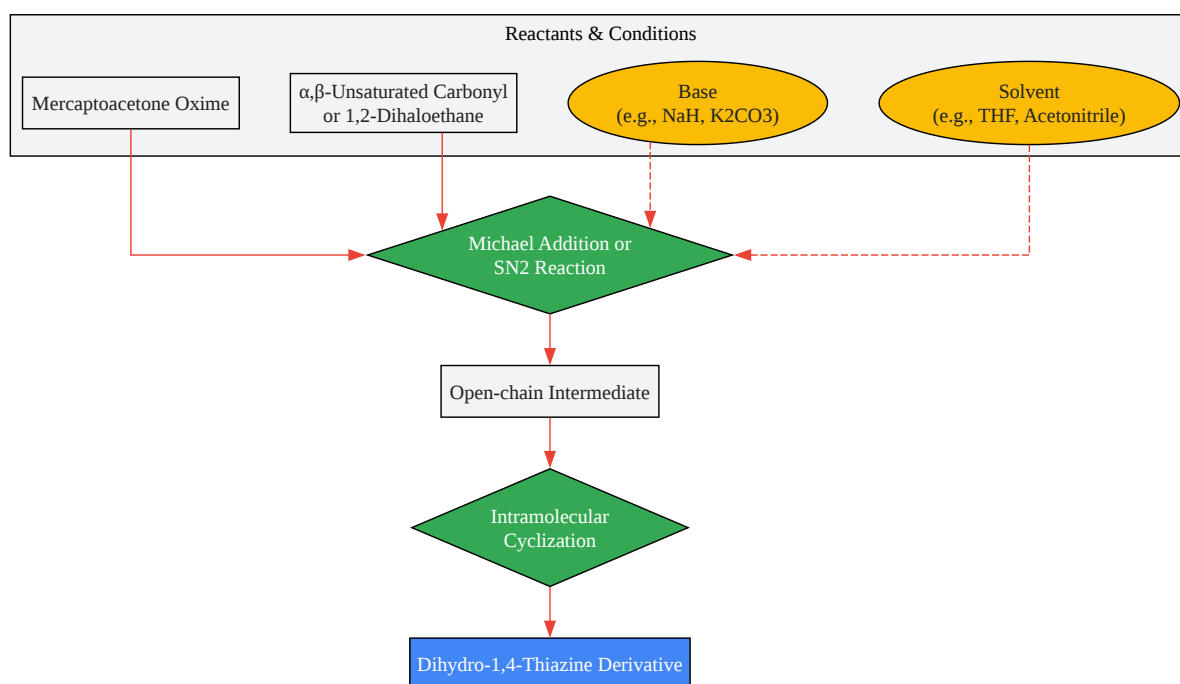 Reactants & Conditions
Mercaptoacetone Oxime
α,β-Unsaturated Carbonyl
or 1,2-Dihaloethane
Base
(e.g., NaH, K2CO3)
Solvent
(e.g., THF, Acetonitrile)
Michael Addition or
SN2 Reaction
Open-chain Intermediate
Intramolecular
Cyclization
Dihydro-1,4-Thiazine Derivative